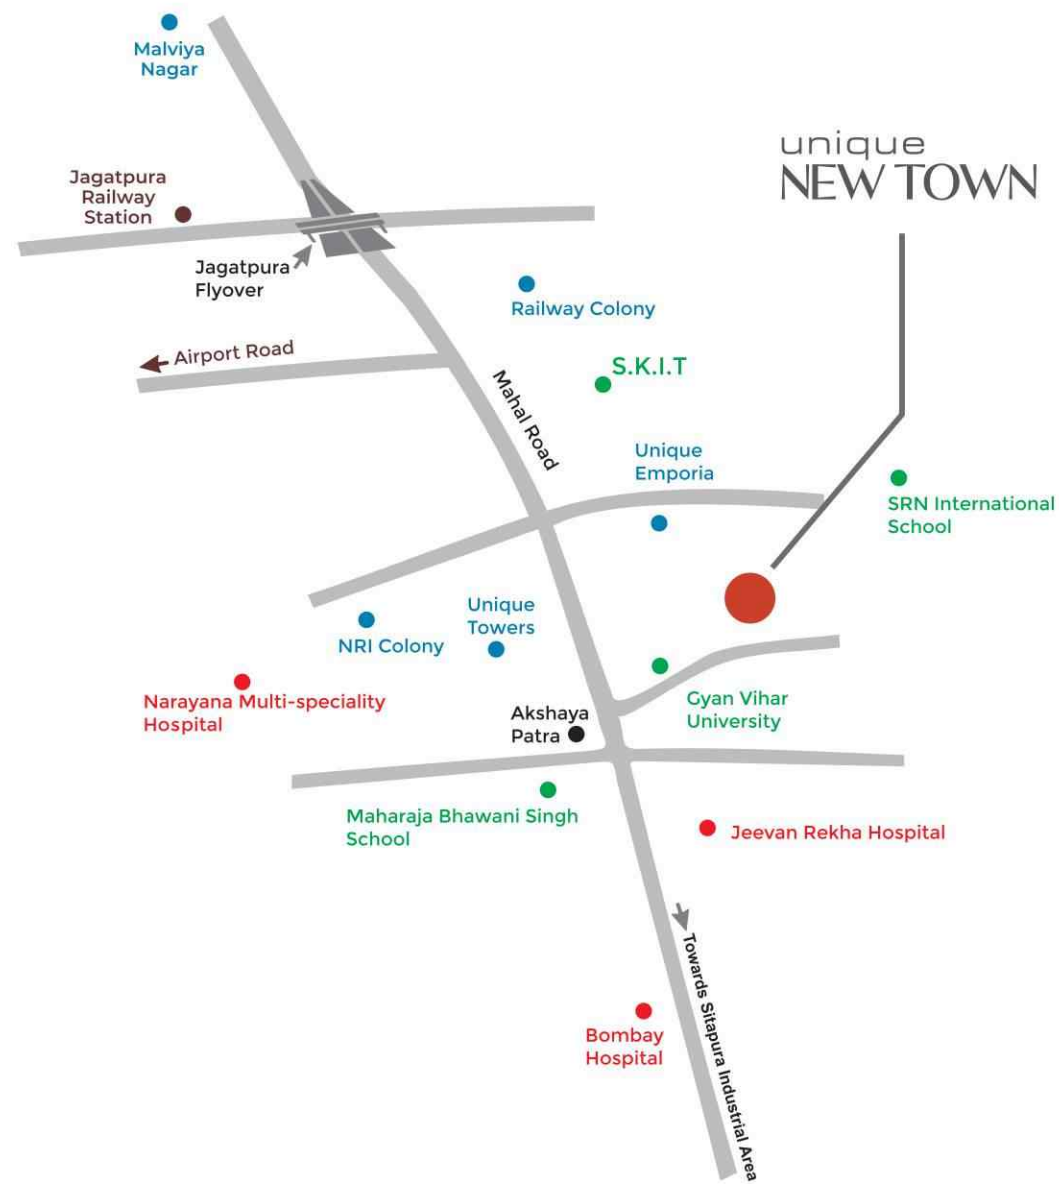 Malviya
Nagar
unique
NEW TOWN
Jagatpura
Railway
Station
Jagatpura
Flyover
Railway Colony
Airport Road
S.K.I.T
Mahal Road
Unique
Emporia
SRN International
School
Unique
Towers
NRI Colony
Narayana Multi-speciality
Hospital
Gyan Vihar
University
Akshaya
Patra
Maharaja Bhawani Singh
School
Jeevan Rekha Hospital
Towards Sitapura Industrial Area
Bombay
Hospital